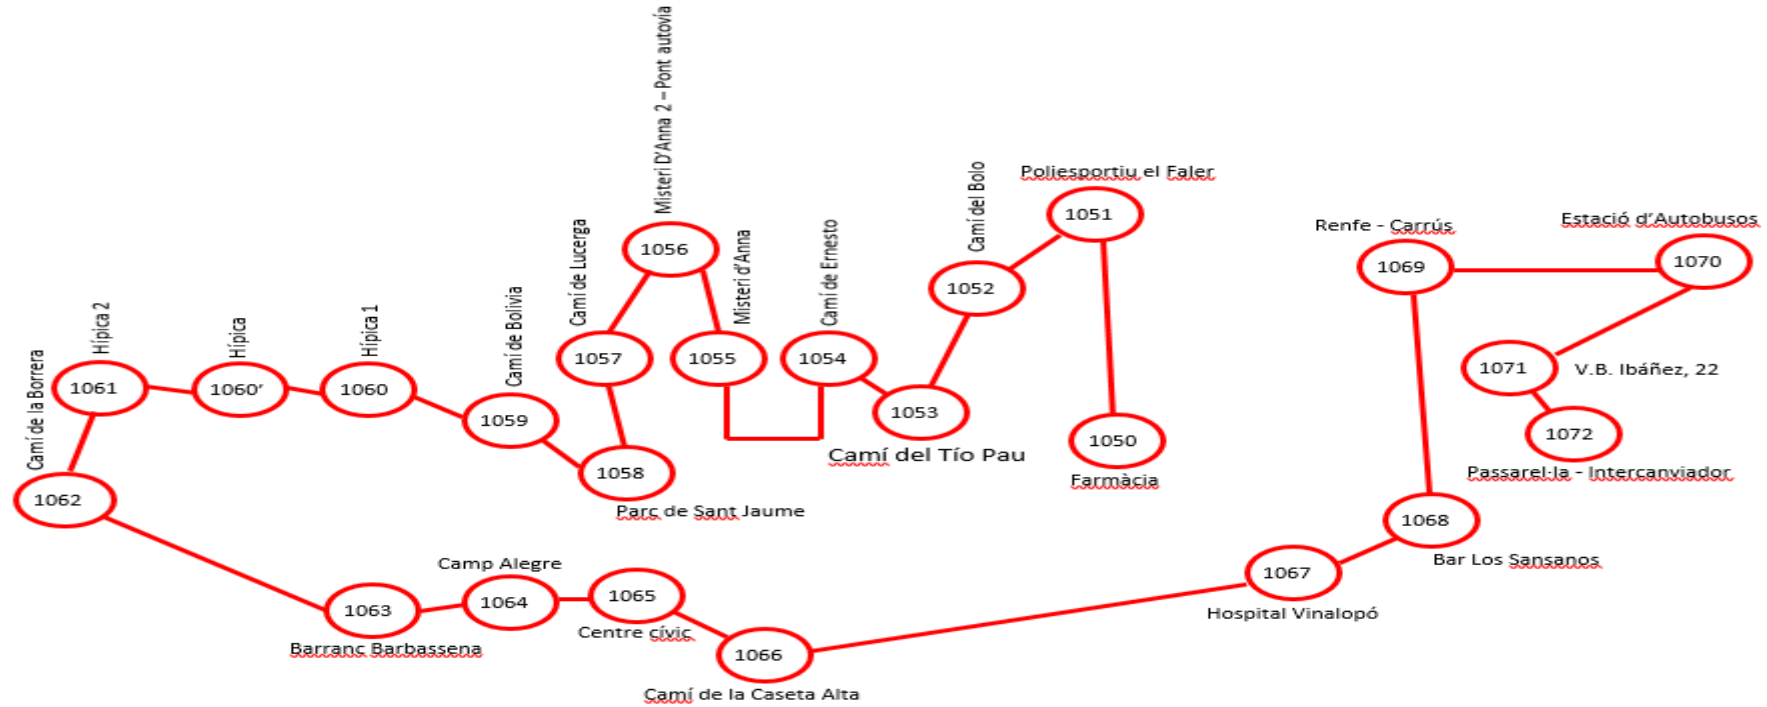 Misteri D'Anna 2 – Pont autovía
Poliesportiu el Faler
1051
Camí del Bolo
1052
Estació d'Autobusos
1070
Renfe - Carrús
1069
1056
Camí de Lucerga
1057
Misteri d'Anna
1055
Camí de Ernesto
1054
1053
Camí del Tío Pau
1050
Farmàcia
Hípica 2
1061
Hípica
1060'
Hípica 1
1060
Camí de Bolivia
1059
1058
Parc de Sant Jaume
Camí de la Borrera
1062
1071
V.B. Ibáñez, 22
1072
Passarel·la - Intercanviador
1068
Bar Los Sansanos
1067
Hospital Vinalopó
Camp Alegre
1064
1063
Barranc Barbassena
1065
Centre cívic
1066
Camí de la Caseta Alta